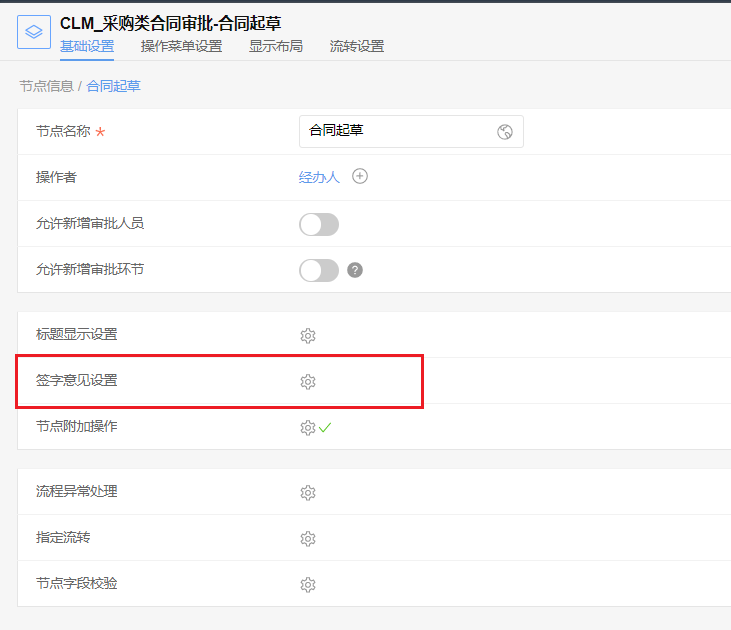 CLM_采购类合同审批-合同起草
基础设置 操作菜单设置 显示布局 流转设置
节点信息 / 合同起草
节点名称 * 合同起草
操作者 经办人
允许新增审批人员
允许新增审批环节 ?
标题显示设置
签字意见设置
节点附加操作
流程异常处理
指定流转
节点字段校验